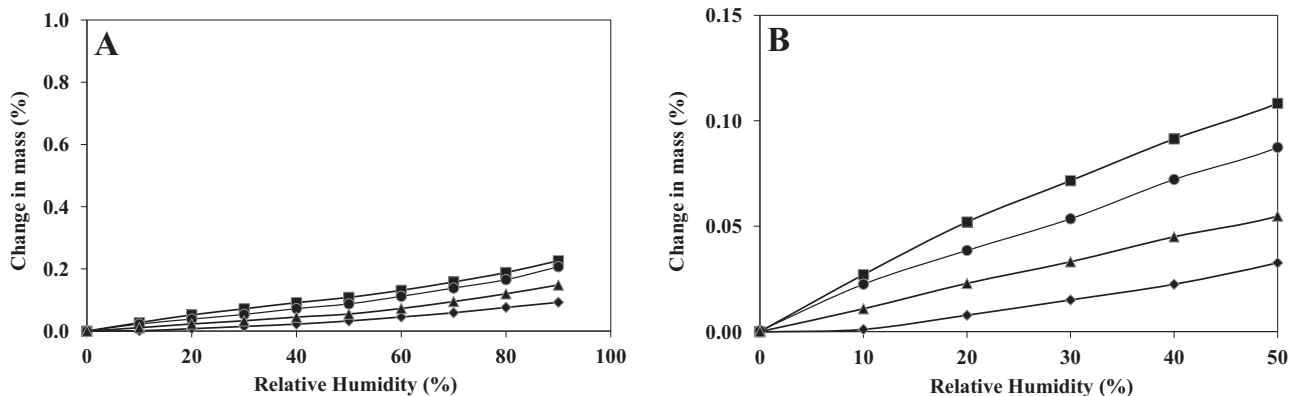 A
Change in mass (%)
1.0
0.8
0.6
0.4
0.2
0.0
0 20 40 60 80 100
Relative Humidity (%)
B
Change in mass (%)
0.15
0.10
0.05
0.00
0 10 20 30 40 50
Relative Humidity (%)